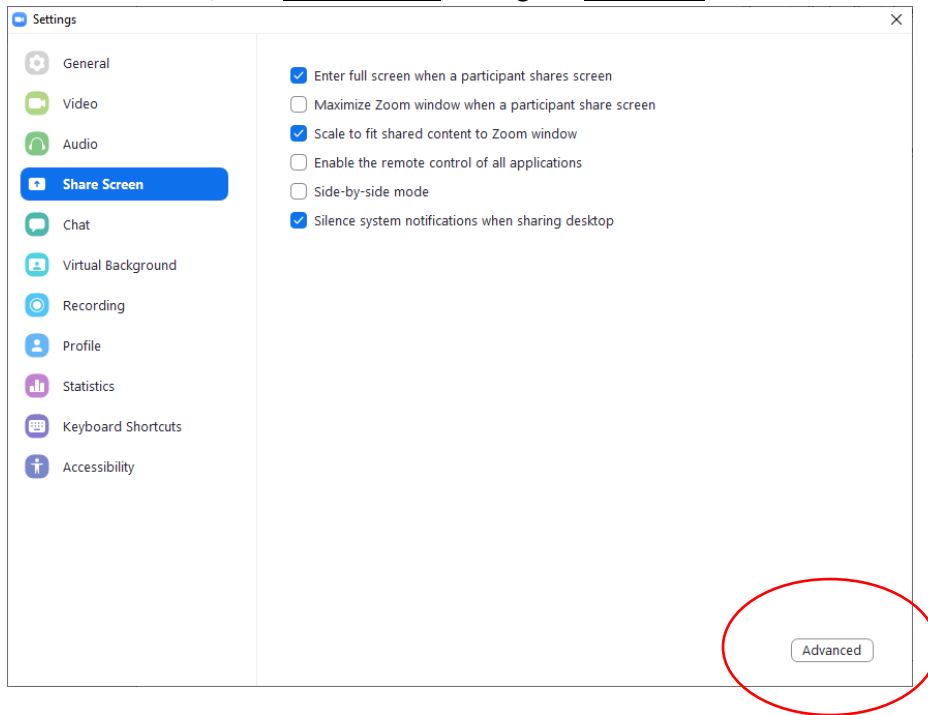 Settings
General
Video
Audio
Share Screen
Chat
Virtual Background
Recording
Profile
Statistics
Keyboard Shortcuts
Accessibility
Enter full screen when a participant shares screen
Maximize Zoom window when a participant share screen
Scale to fit shared content to Zoom window
Enable the remote control of all applications
Side-by-side mode
Silence system notifications when sharing desktop
Advanced